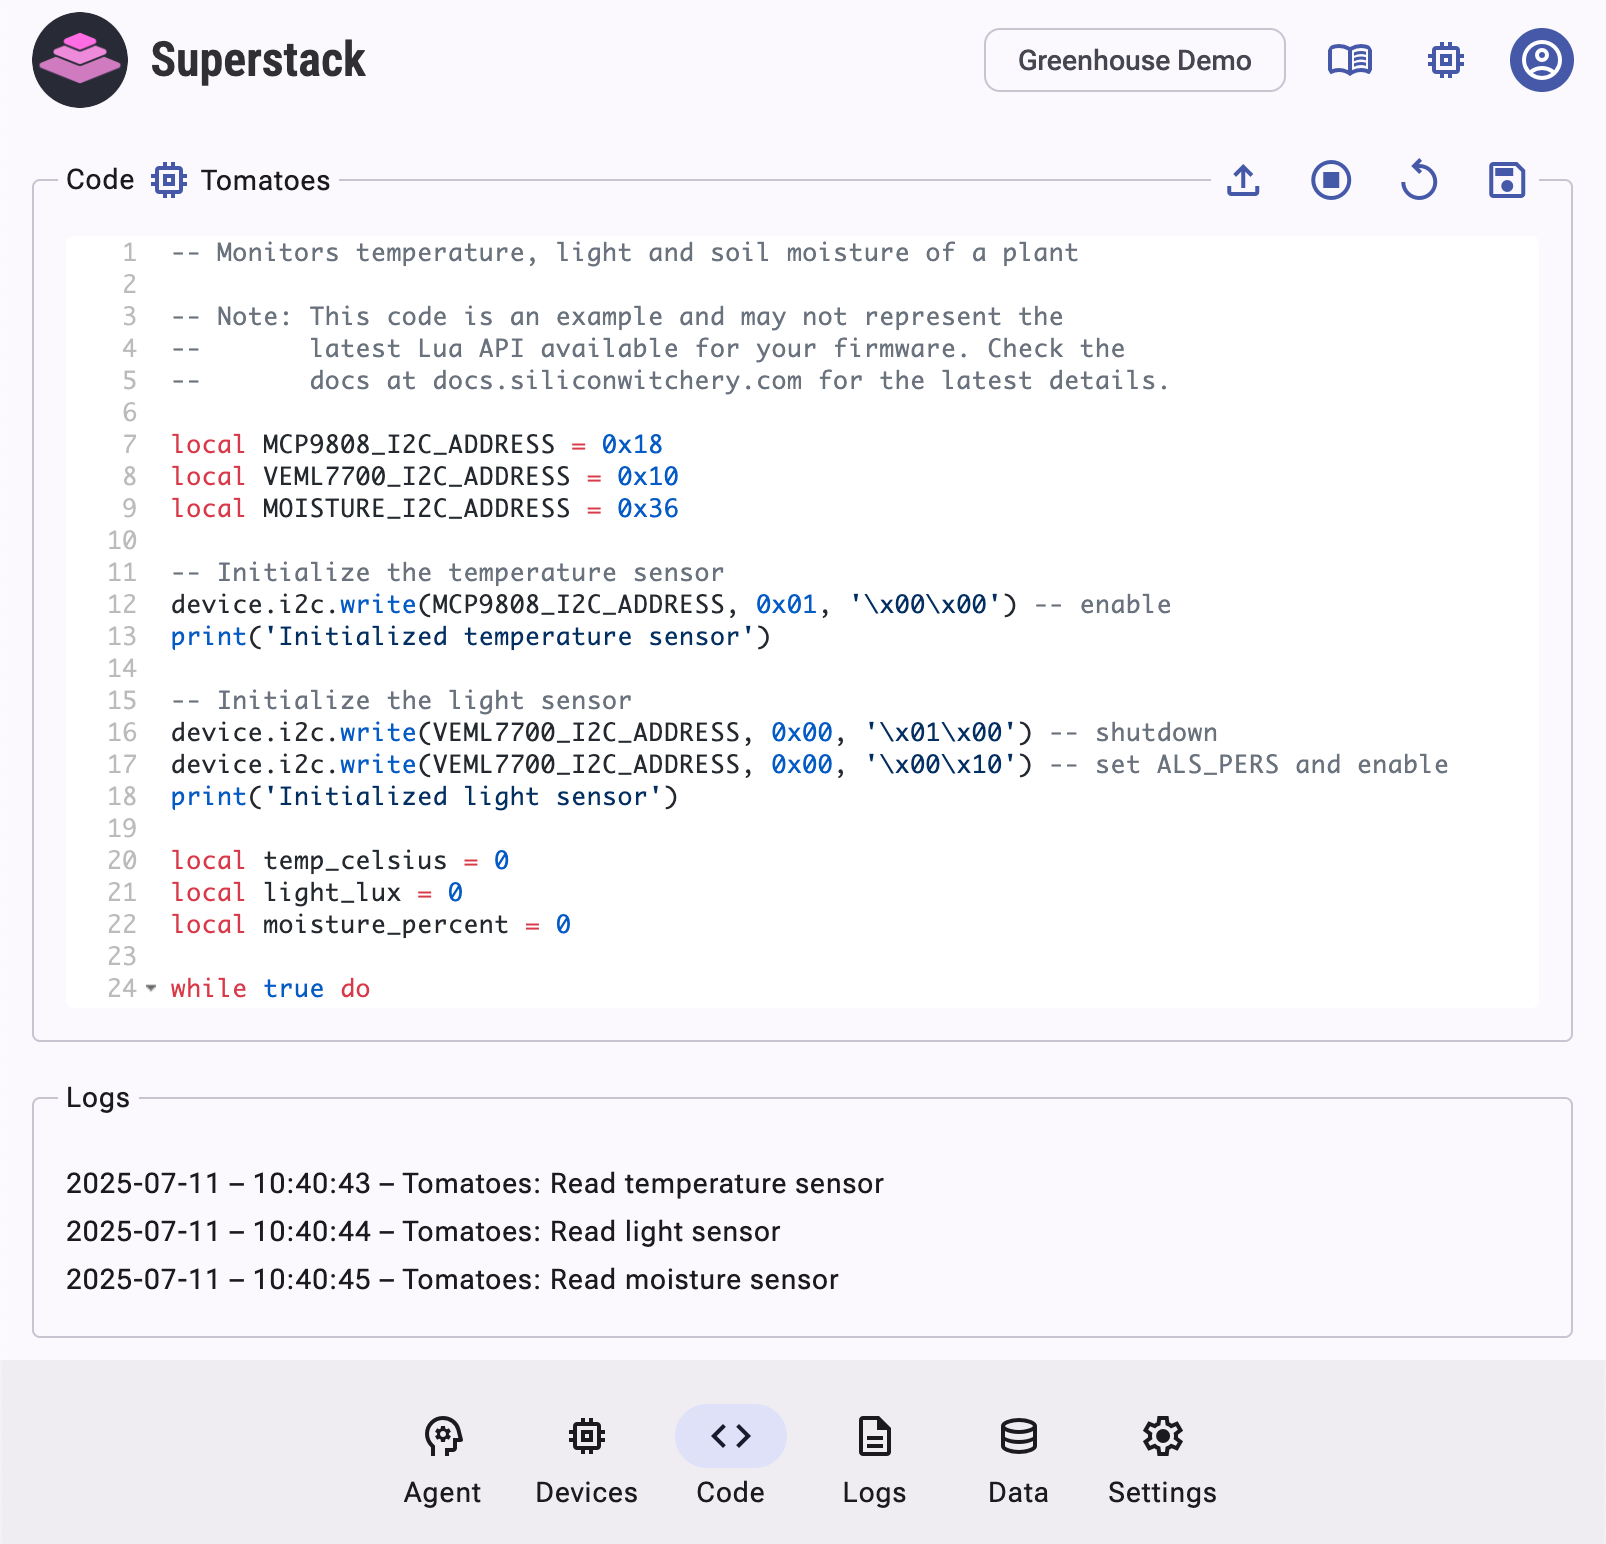 Superstack
Greenhouse Demo
Code Tomatoes
1 -- Monitors temperature, light and soil moisture of a plant
2
3 -- Note: This code is an example and may not represent the
4 --       latest Lua API available for your firmware. Check the
5 --       docs at docs.siliconwitchery.com for the latest details.
6
7 local MCP9808_I2C_ADDRESS = 0x18
8 local VEML7700_I2C_ADDRESS = 0x10
9 local MOISTURE_I2C_ADDRESS = 0x36
10
11 -- Initialize the temperature sensor
12 device.i2c.write(MCP9808_I2C_ADDRESS, 0x01, '\x00\x00') -- enable
13 print('Initialized temperature sensor')
14
15 -- Initialize the light sensor
16 device.i2c.write(VEML7700_I2C_ADDRESS, 0x00, '\x01\x00') -- shutdown
17 device.i2c.write(VEML7700_I2C_ADDRESS, 0x00, '\x00\x10') -- set ALS_PERS and enable
18 print('Initialized light sensor')
19
20 local temp_celsius = 0
21 local light_lux = 0
22 local moisture_percent = 0
23
24 while true do
Logs
2025-07-11 – 10:40:43 – Tomatoes: Read temperature sensor
2025-07-11 – 10:40:44 – Tomatoes: Read light sensor
2025-07-11 – 10:40:45 – Tomatoes: Read moisture sensor
Agent Devices Code Logs Data Settings